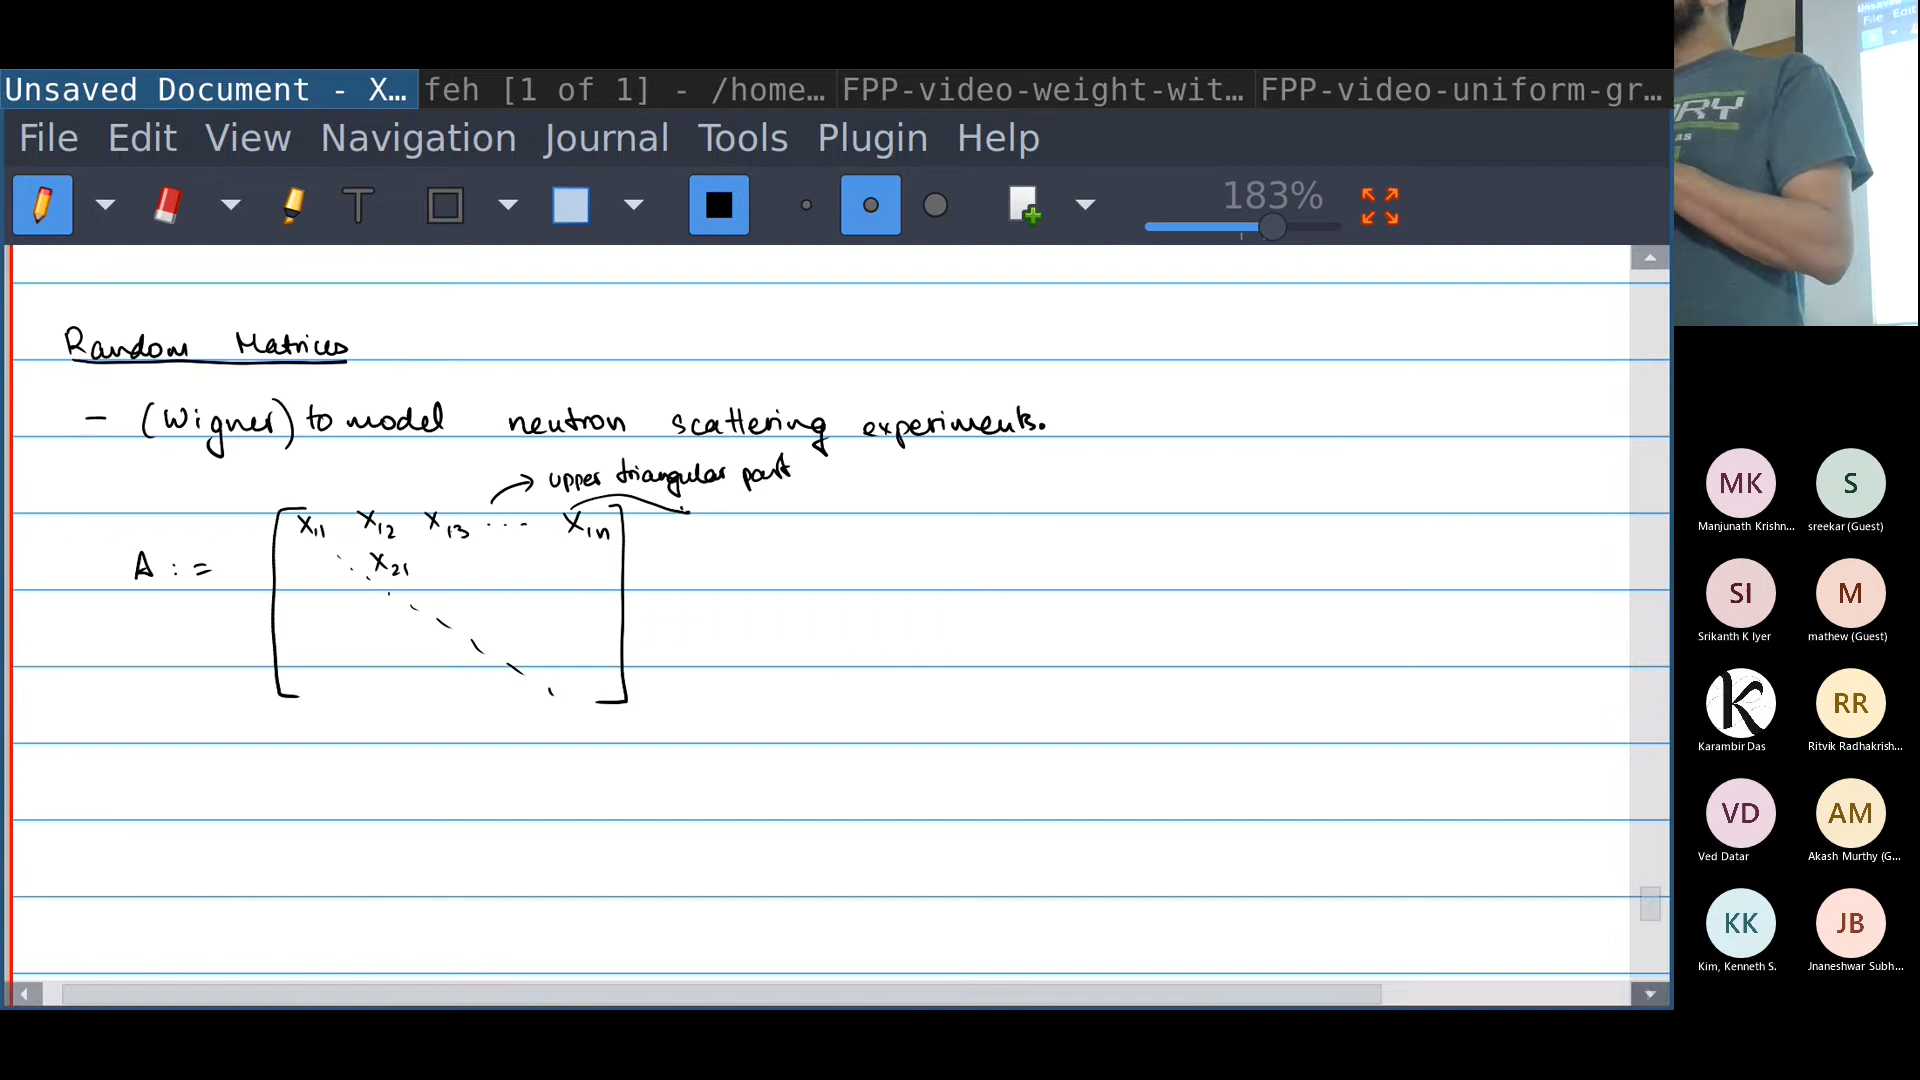 Unsaved Document - X...
feh [1 of 1] - /home...
FPP-video-weight-wit...
FPP-video-uniform-gr...
File Edit View Navigation Journal Tools Plugin Help
183%
Random Matrices
- (Wigner) to model neutron scattering experiments.
→ upper triangular part
X11 X12 X13 ... X1n
A :=
X21
MK
Manjunath Krishn...
S
sreekar (Guest)
SI
Srikanth K Iyer
M
mathew (Guest)
K
Karambir Das
RR
Ritvik Radhakrish...
VD
Ved Datar
AM
Akash Murthy (G...
KK
Kim, Kenneth S.
JB
Jnaneshwar Subh...
Unsaved
File Edit